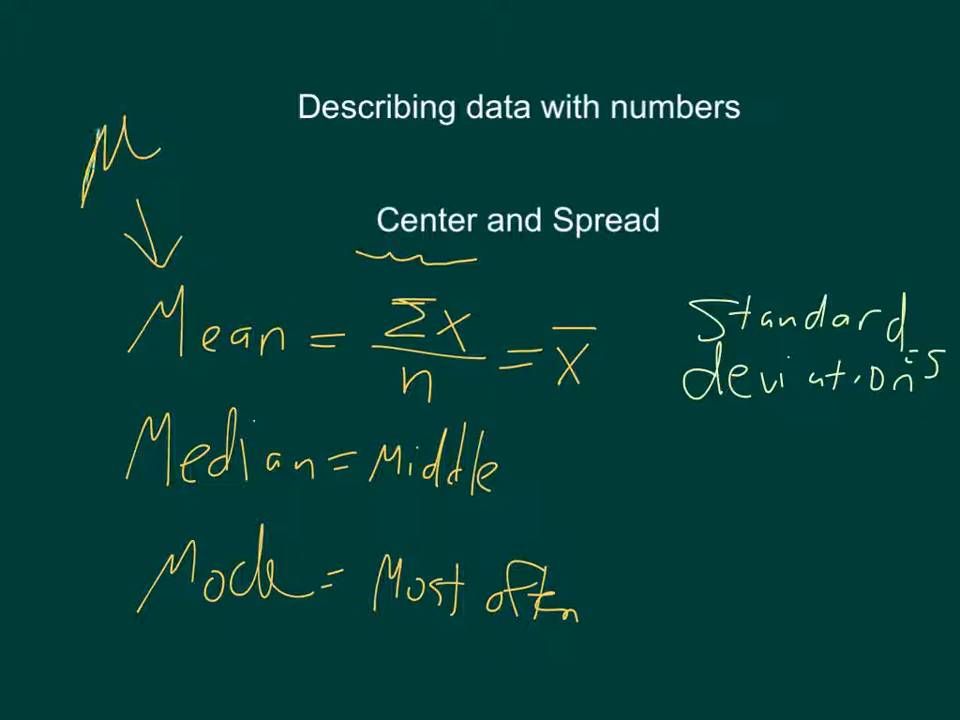 Describing data with numbers
μ
Center and Spread
Mean = Σx / n = x̄
Standard deviation = S
Median = Middle
Mode = Most often